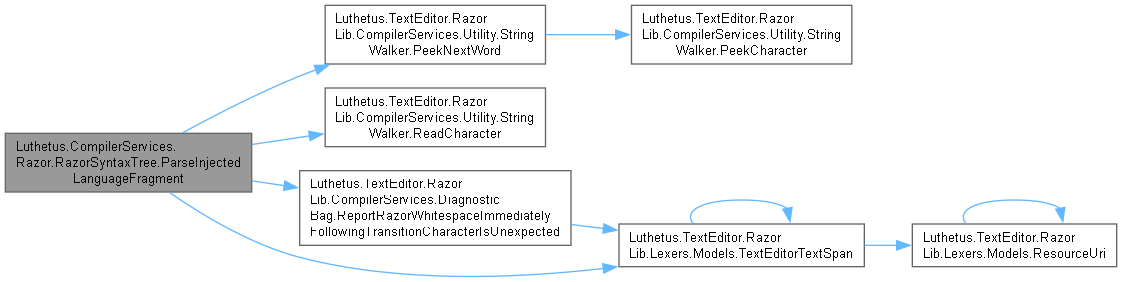 Luthetus.TextEditor.Razor
Lib.CompilerServices.Utility.String
Walker.PeekNextWord
Luthetus.TextEditor.Razor
Lib.CompilerServices.Utility.String
Walker.PeekCharacter
Luthetus.TextEditor.Razor
Lib.CompilerServices.Utility.String
Walker.ReadCharacter
Luthetus.CompilerServices.
Razor.RazorSyntaxTree.ParseInjected
LanguageFragment
Luthetus.TextEditor.Razor
Lib.CompilerServices.Diagnostic
Bag.ReportRazorWhitespaceImmediately
FollowingTransitionCharacterIsUnexpected
Luthetus.TextEditor.Razor
Lib.Lexers.Models.TextEditorTextSpan
Luthetus.TextEditor.Razor
Lib.Lexers.Models.ResourceUri